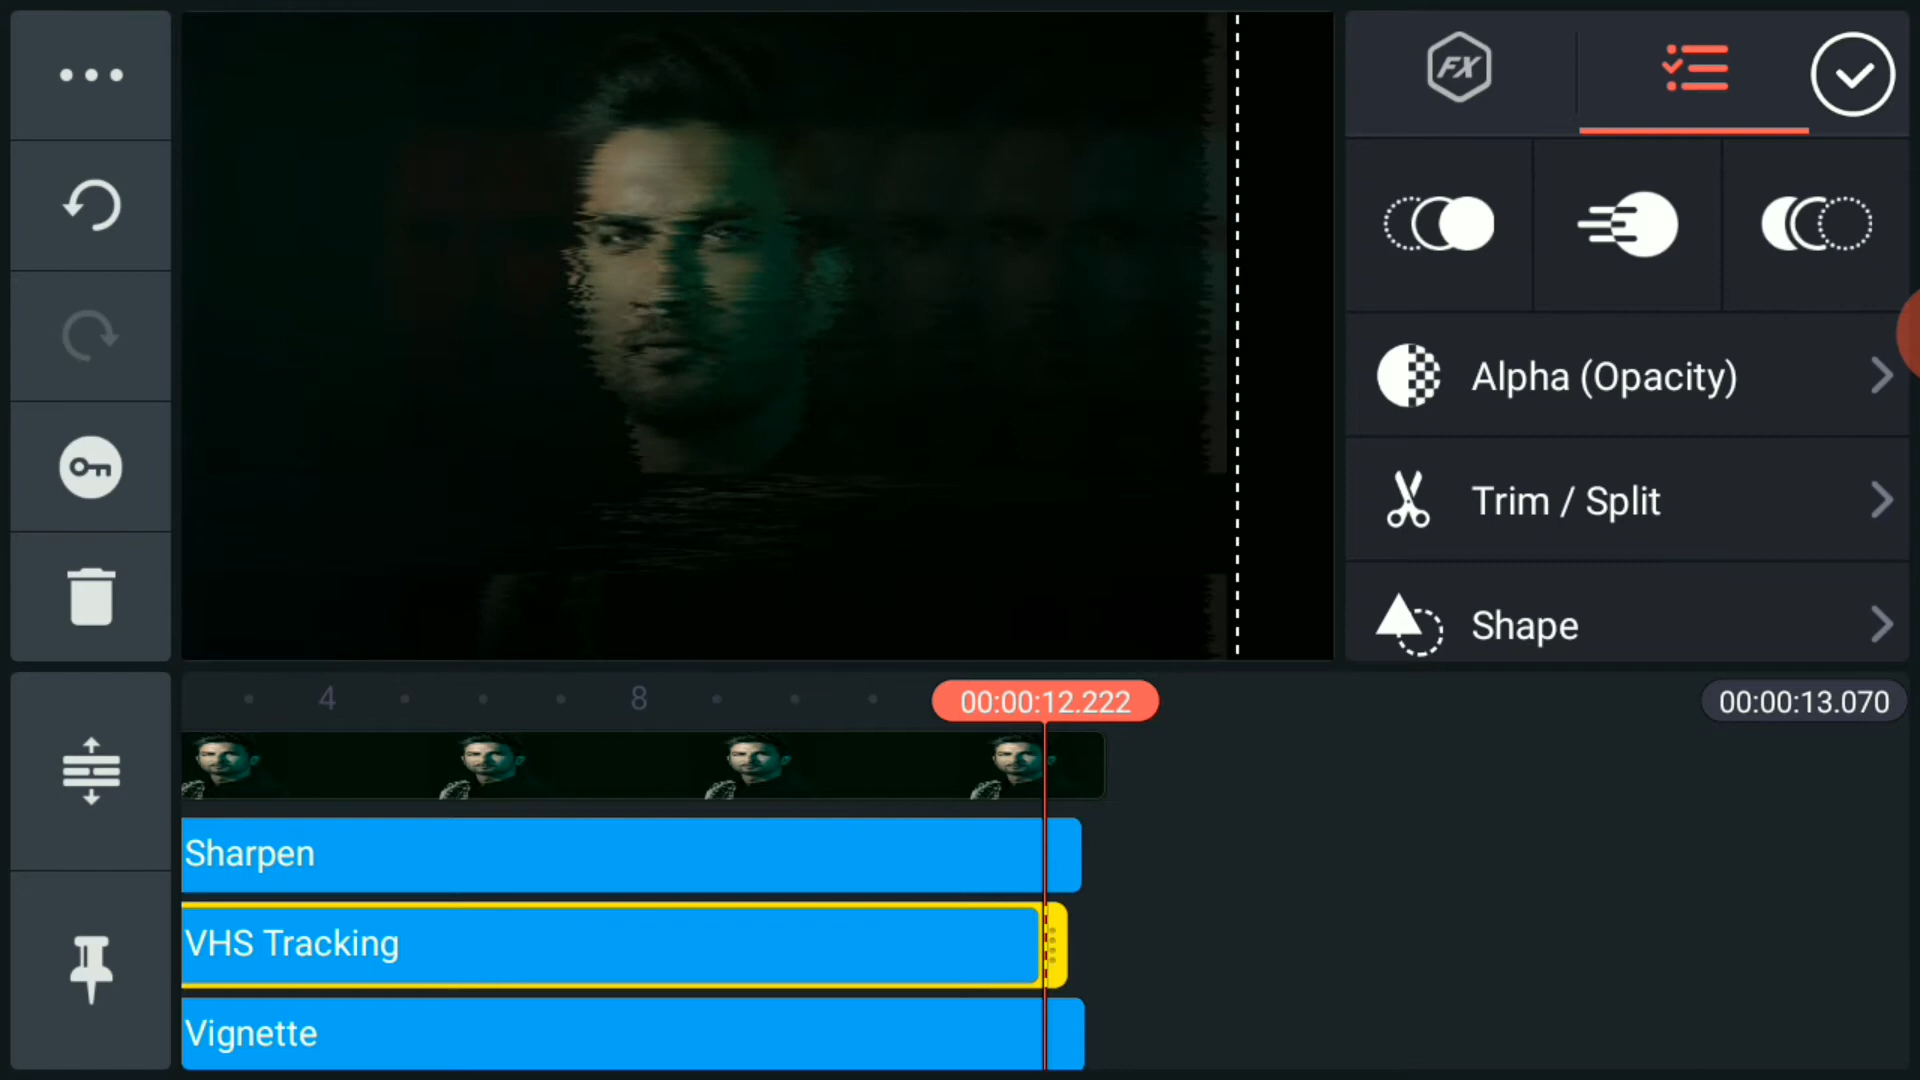 FX
Alpha (Opacity)
Trim / Split
Shape
4
8
00:00:12.222
00:00:13.070
Sharpen
VHS Tracking
Vignette